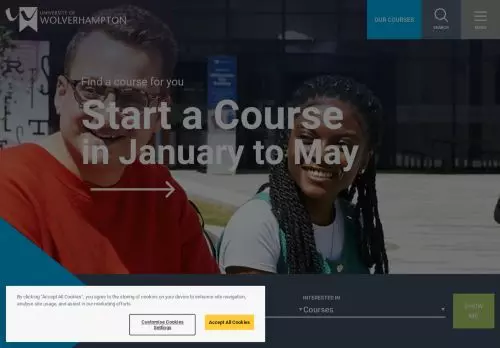 UNIVERSITY OF
WOLVERHAMPTON
OUR COURSES
SEARCH
MENU
Find a course for you
Start a Course
in January to May
INTERESTED IN
Courses
SHOW
ME
By clicking "Accept All Cookies", you agree to the storing of cookies on your device to enhance site navigation,
analyse site usage, and assist in our marketing efforts.
Customise Cookies
Settings
Accept All Cookies